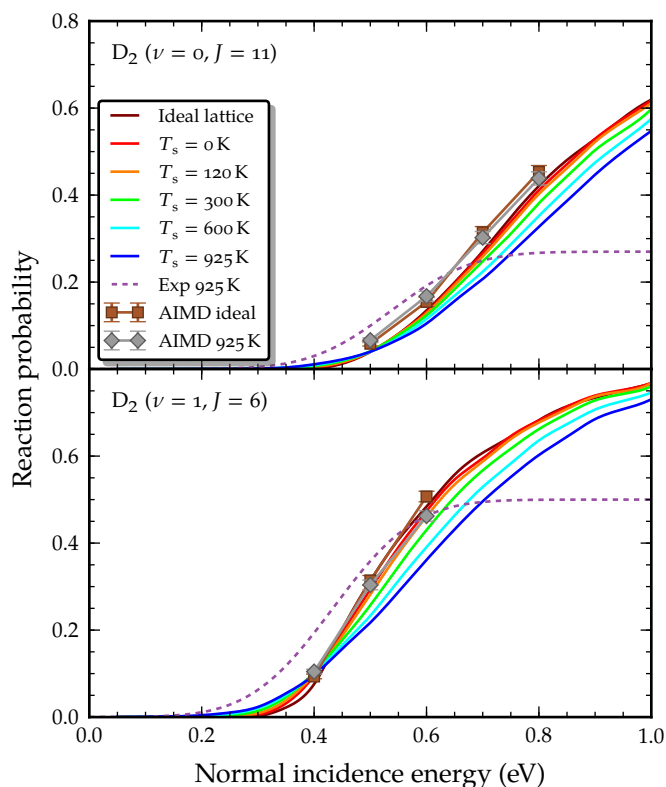 0.8
D₂ (ν = 0, J = 11)
0.6
Ideal lattice
Tₛ = 0 K
Tₛ = 120 K
Tₛ = 300 K
Tₛ = 600 K
Tₛ = 925 K
Exp 925 K
AIMD ideal
AIMD 925 K
0.4
0.2
0.0
D₂ (ν = 1, J = 6)
0.6
0.4
0.2
0.0
Reaction probability
0.0 0.2 0.4 0.6 0.8 1.0
Normal incidence energy (eV)